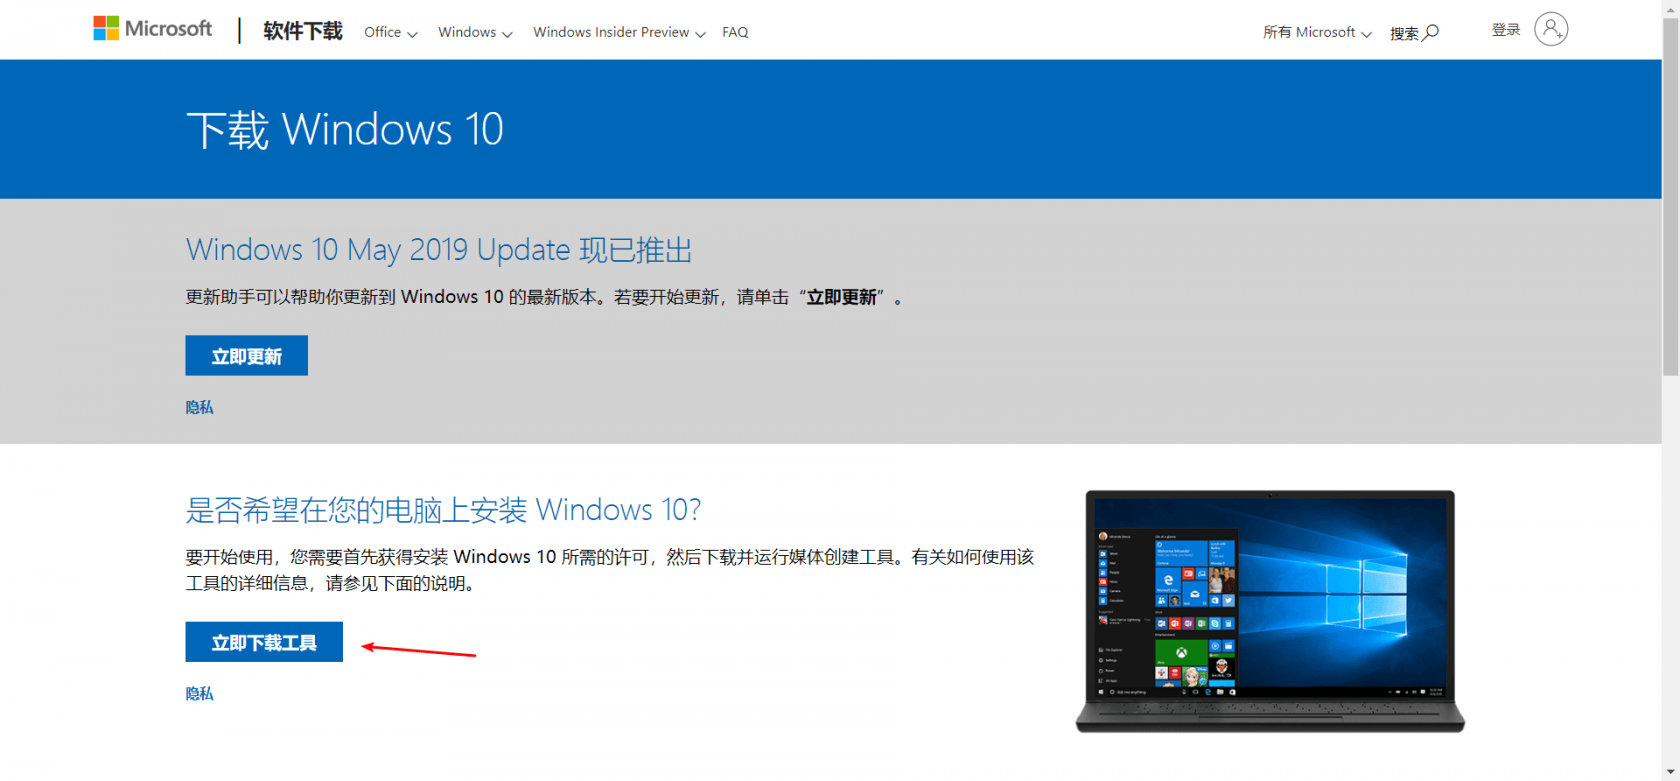 Microsoft 软件下载 Office Windows Windows Insider Preview FAQ 所有 Microsoft 搜索 登录
下载 Windows 10
Windows 10 May 2019 Update 现已推出
更新助手可以帮助你更新到 Windows 10 的最新版本。若要开始更新，请单击“立即更新”。
立即更新
隐私
是否希望在您的电脑上安装 Windows 10？
要开始使用，您需要首先获得安装 Windows 10 所需的许可，然后下载并运行媒体创建工具。有关如何使用该
工具的详细信息，请参见下面的说明。
立即下载工具
隐私